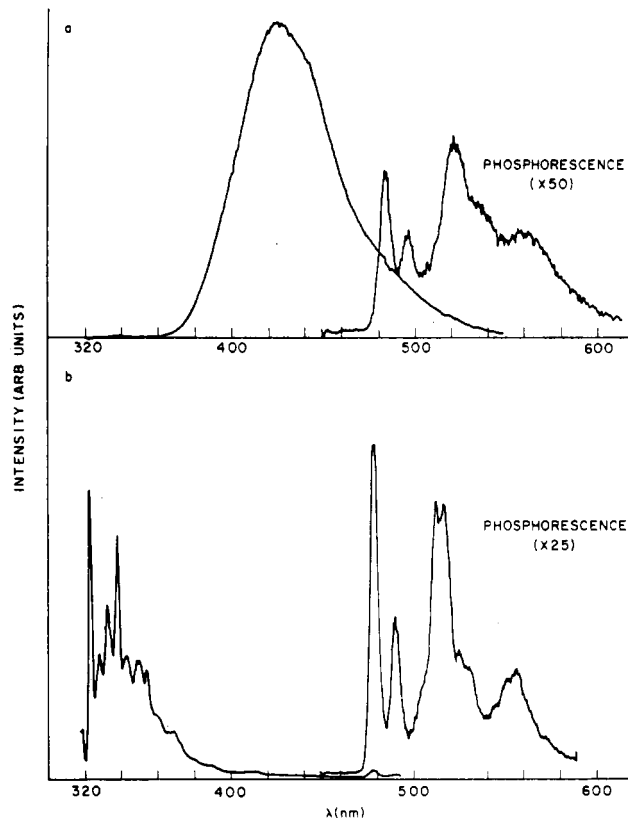 a
PHOSPHORESCENCE
(X50)
320 400 500 600
INTENSITY (ARB UNITS)
b
PHOSPHORESCENCE
(X25)
320 400 500 600
λ(nm)